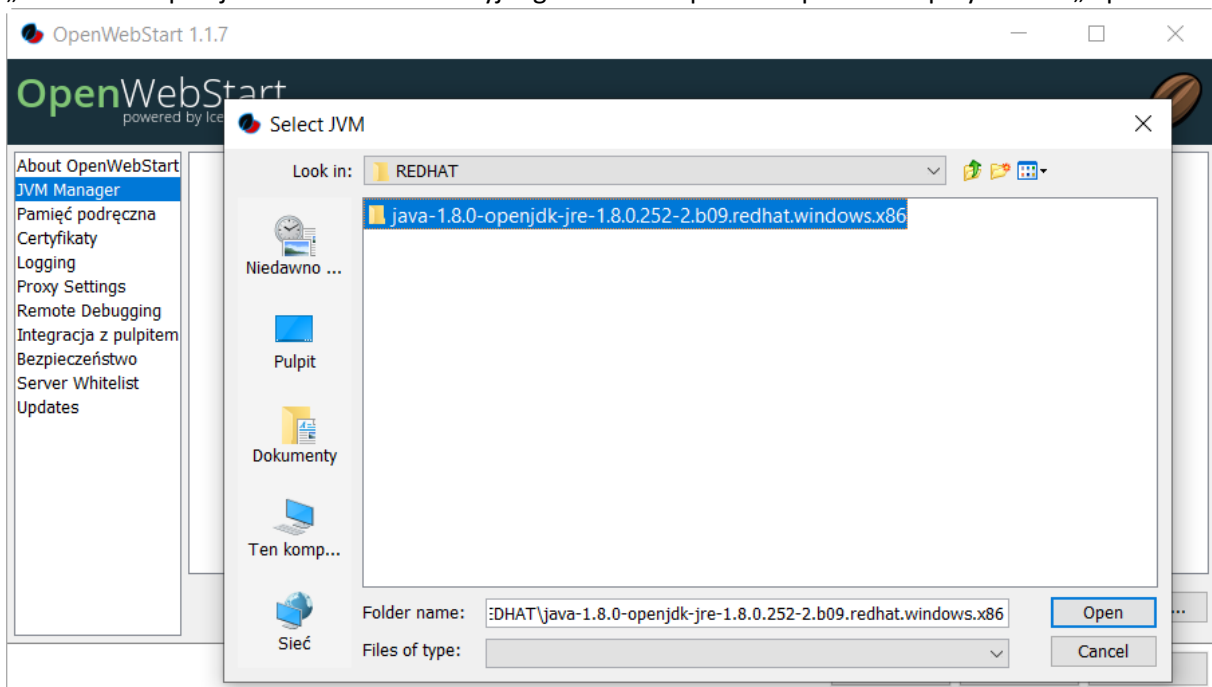 OpenWebStart 1.1.7
OpenWebStart
powered by Ice
Select JVM
About OpenWebStart
JVM Manager
Pamięć podręczna
Certyfikaty
Logging
Proxy Settings
Remote Debugging
Integracja z pulpitem
Bezpieczeństwo
Server Whitelist
Updates
Look in:
REDHAT
java-1.8.0-openjdk-jre-1.8.0.252-2.b09.redhat.windows.x86
Niedawno ...
Pulpit
Dokumenty
Ten komp...
Sieć
Folder name:
DHAT\java-1.8.0-openjdk-jre-1.8.0.252-2.b09.redhat.windows.x86
Open
...
Files of type:
Cancel